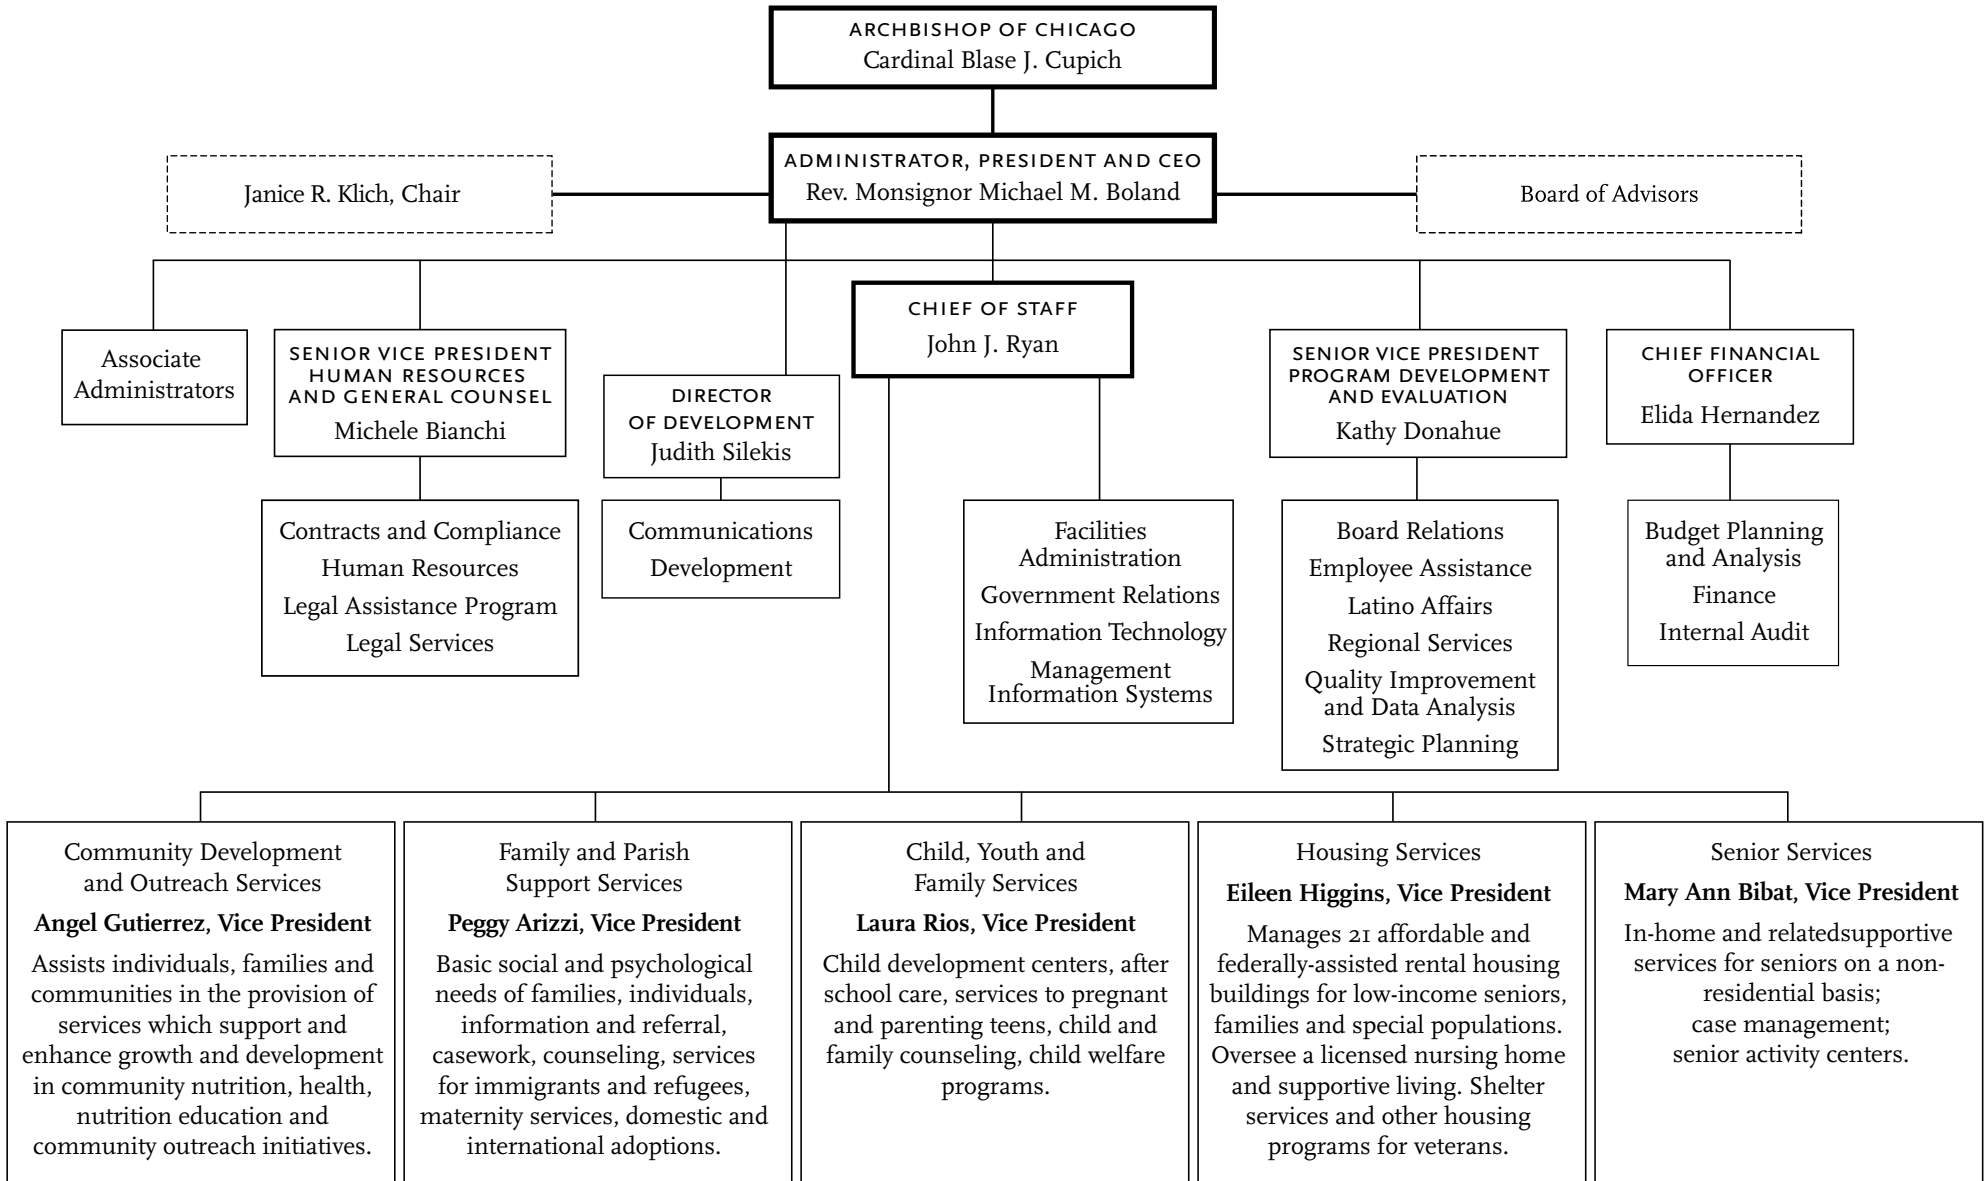 ARCHBISHOP OF CHICAGO
Cardinal Blase J. Cupich
ADMINISTRATOR, PRESIDENT AND CEO
Rev. Monsignor Michael M. Boland
Janice R. Klich, Chair
Board of Advisors
CHIEF OF STAFF
John J. Ryan
Associate
Administrators
SENIOR VICE PRESIDENT
HUMAN RESOURCES
AND GENERAL COUNSEL
Michele Bianchi
DIRECTOR
OF DEVELOPMENT
Judith Silekis
SENIOR VICE PRESIDENT
PROGRAM DEVELOPMENT
AND EVALUATION
Kathy Donahue
CHIEF FINANCIAL
OFFICER
Elida Hernandez
Contracts and Compliance
Human Resources
Legal Assistance Program
Legal Services
Communications
Development
Facilities
Administration
Government Relations
Information Technology
Management
Information Systems
Board Relations
Employee Assistance
Latino Affairs
Regional Services
Quality Improvement
and Data Analysis
Strategic Planning
Budget Planning
and Analysis
Finance
Internal Audit
Community Development
and Outreach Services
Angel Gutierrez, Vice President
Assists individuals, families and
communities in the provision of
services which support and
enhance growth and development
in community nutrition, health,
nutrition education and
community outreach initiatives.
Family and Parish
Support Services
Peggy Arizzi, Vice President
Basic social and psychological
needs of families, individuals,
information and referral,
casework, counseling, services
for immigrants and refugees,
maternity services, domestic and
international adoptions.
Child, Youth and
Family Services
Laura Rios, Vice President
Child development centers, after
school care, services to pregnant
and parenting teens, child and
family counseling, child welfare
programs.
Housing Services
Eileen Higgins, Vice President
Manages 21 affordable and
federally-assisted rental housing
buildings for low-income seniors,
families and special populations.
Oversee a licensed nursing home
and supportive living. Shelter
services and other housing
programs for veterans.
Senior Services
Mary Ann Bibat, Vice President
In-home and relatedsupportive
services for seniors on a non-
residential basis;
case management;
senior activity centers.